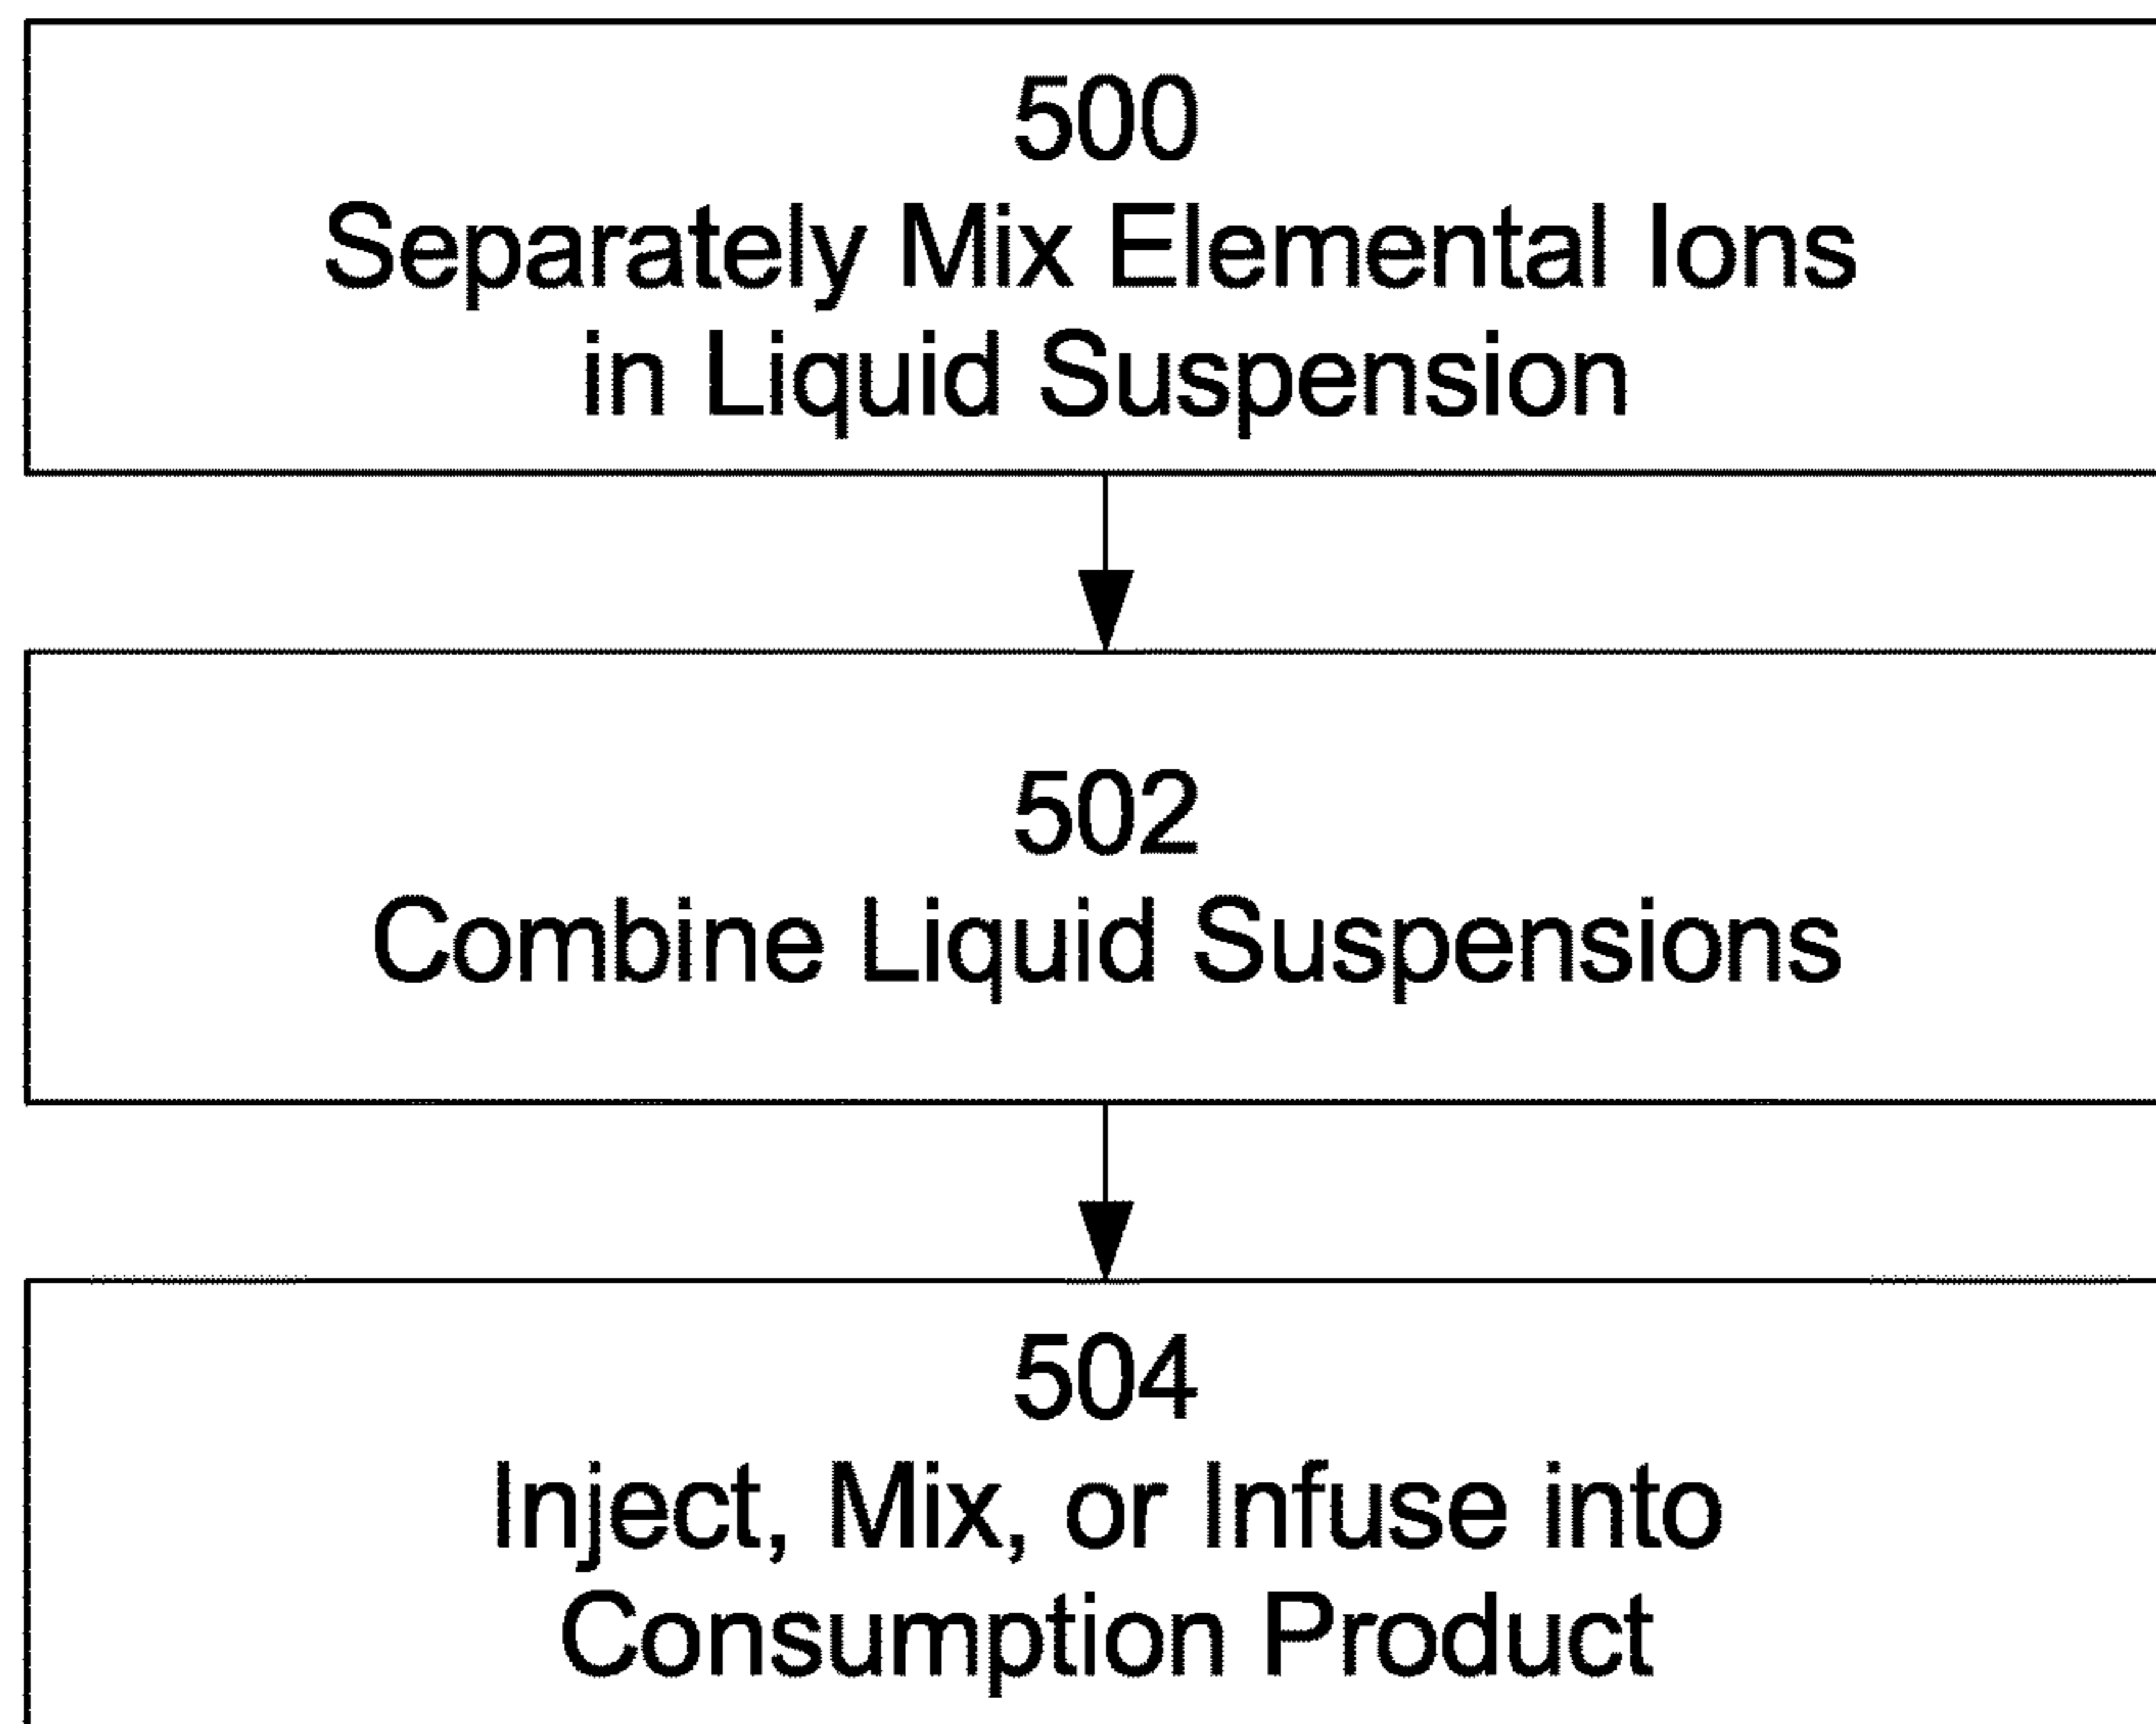 500
Separately Mix Elemental Ions
in Liquid Suspension
502
Combine Liquid Suspensions
504
Inject, Mix, or Infuse into
Consumption Product